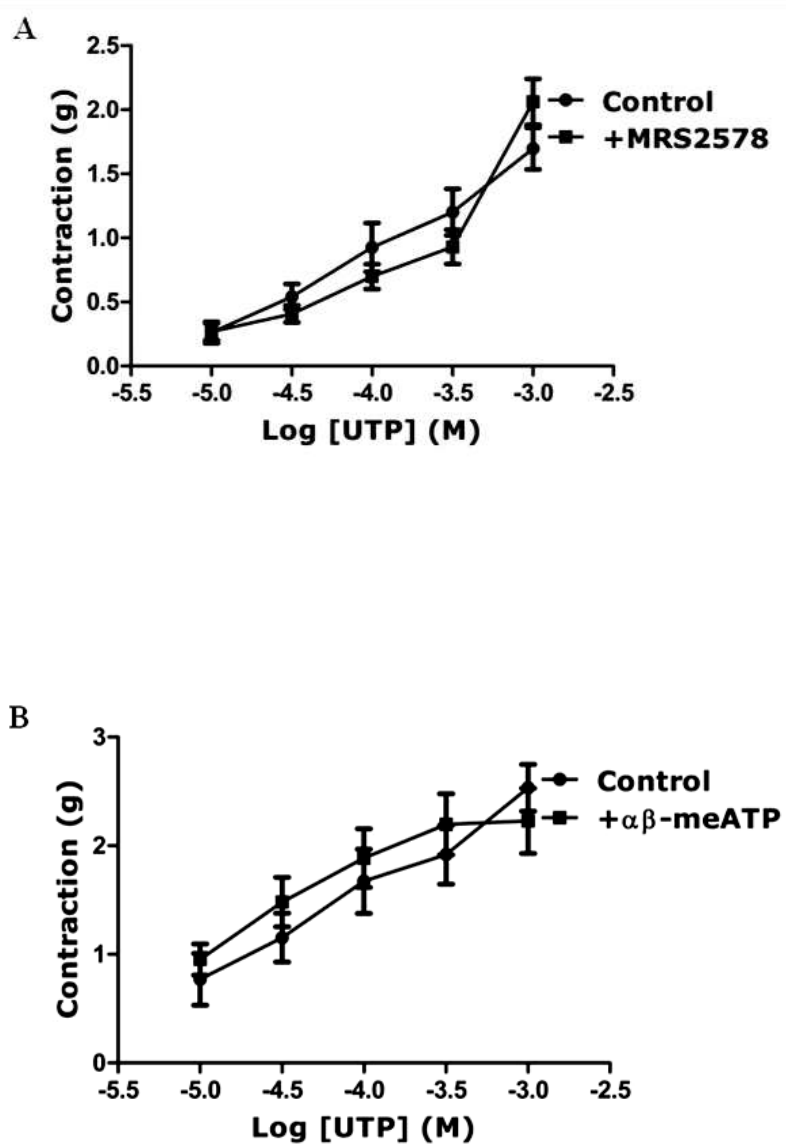 A
2.5
2.0
1.5
1.0
0.5
0.0
Contraction (g)
Control
+MRS2578
-5.5 -5.0 -4.5 -4.0 -3.5 -3.0 -2.5
Log [UTP] (M)
B
3
2
1
0
Contraction (g)
Control
+αβ-meATP
-5.5 -5.0 -4.5 -4.0 -3.5 -3.0 -2.5
Log [UTP] (M)